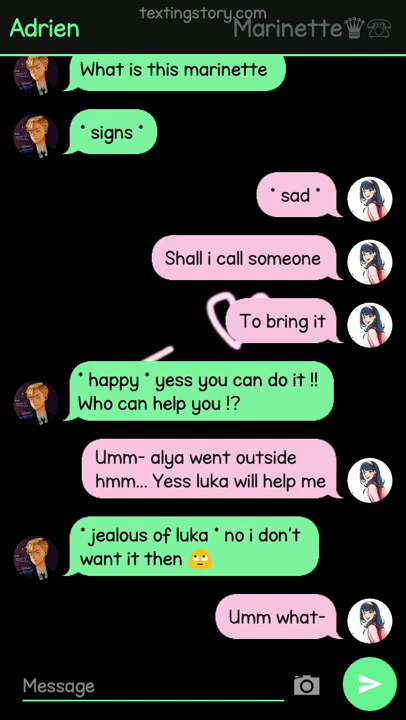 textingstory.com
Adrien
Marinette♛☏
What is this marinette
* signs *
* sad *
Shall i call someone
To bring it
* happy * yess you can do it !!
Who can help you !?
Umm- alya went outside
hmm... Yess luka will help me
* jealous of luka * no i don't
want it then 🙄
Umm what-
Message